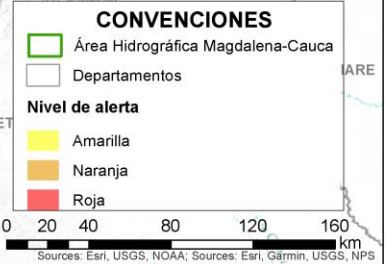 CONVENCIONES
Área Hidrográfica Magdalena-Cauca
Departamentos
IARE
Nivel de alerta
ET
Amarilla
Naranja
Roja
0 20 40 80 120 160
km
Sources: Esri, USGS, NOAA; Sources: Esri, Garmin, USGS, NPS